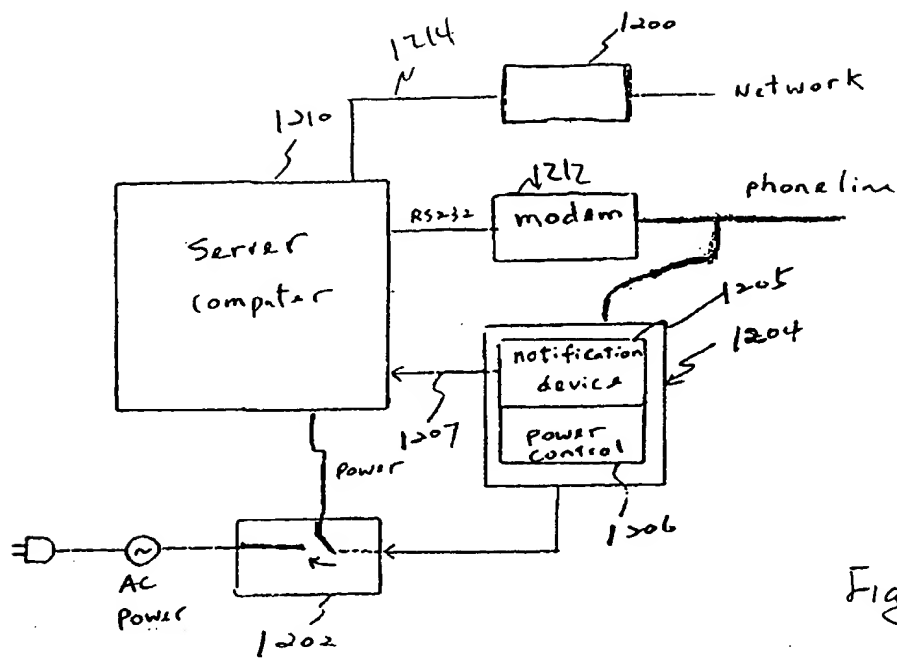 1200
1214
Network
1210
1212
phone line
RS232
modem
Server
computer
1205
1204
notification
device
1207
power
control
Power
1206
AC
Power
1202
Fig